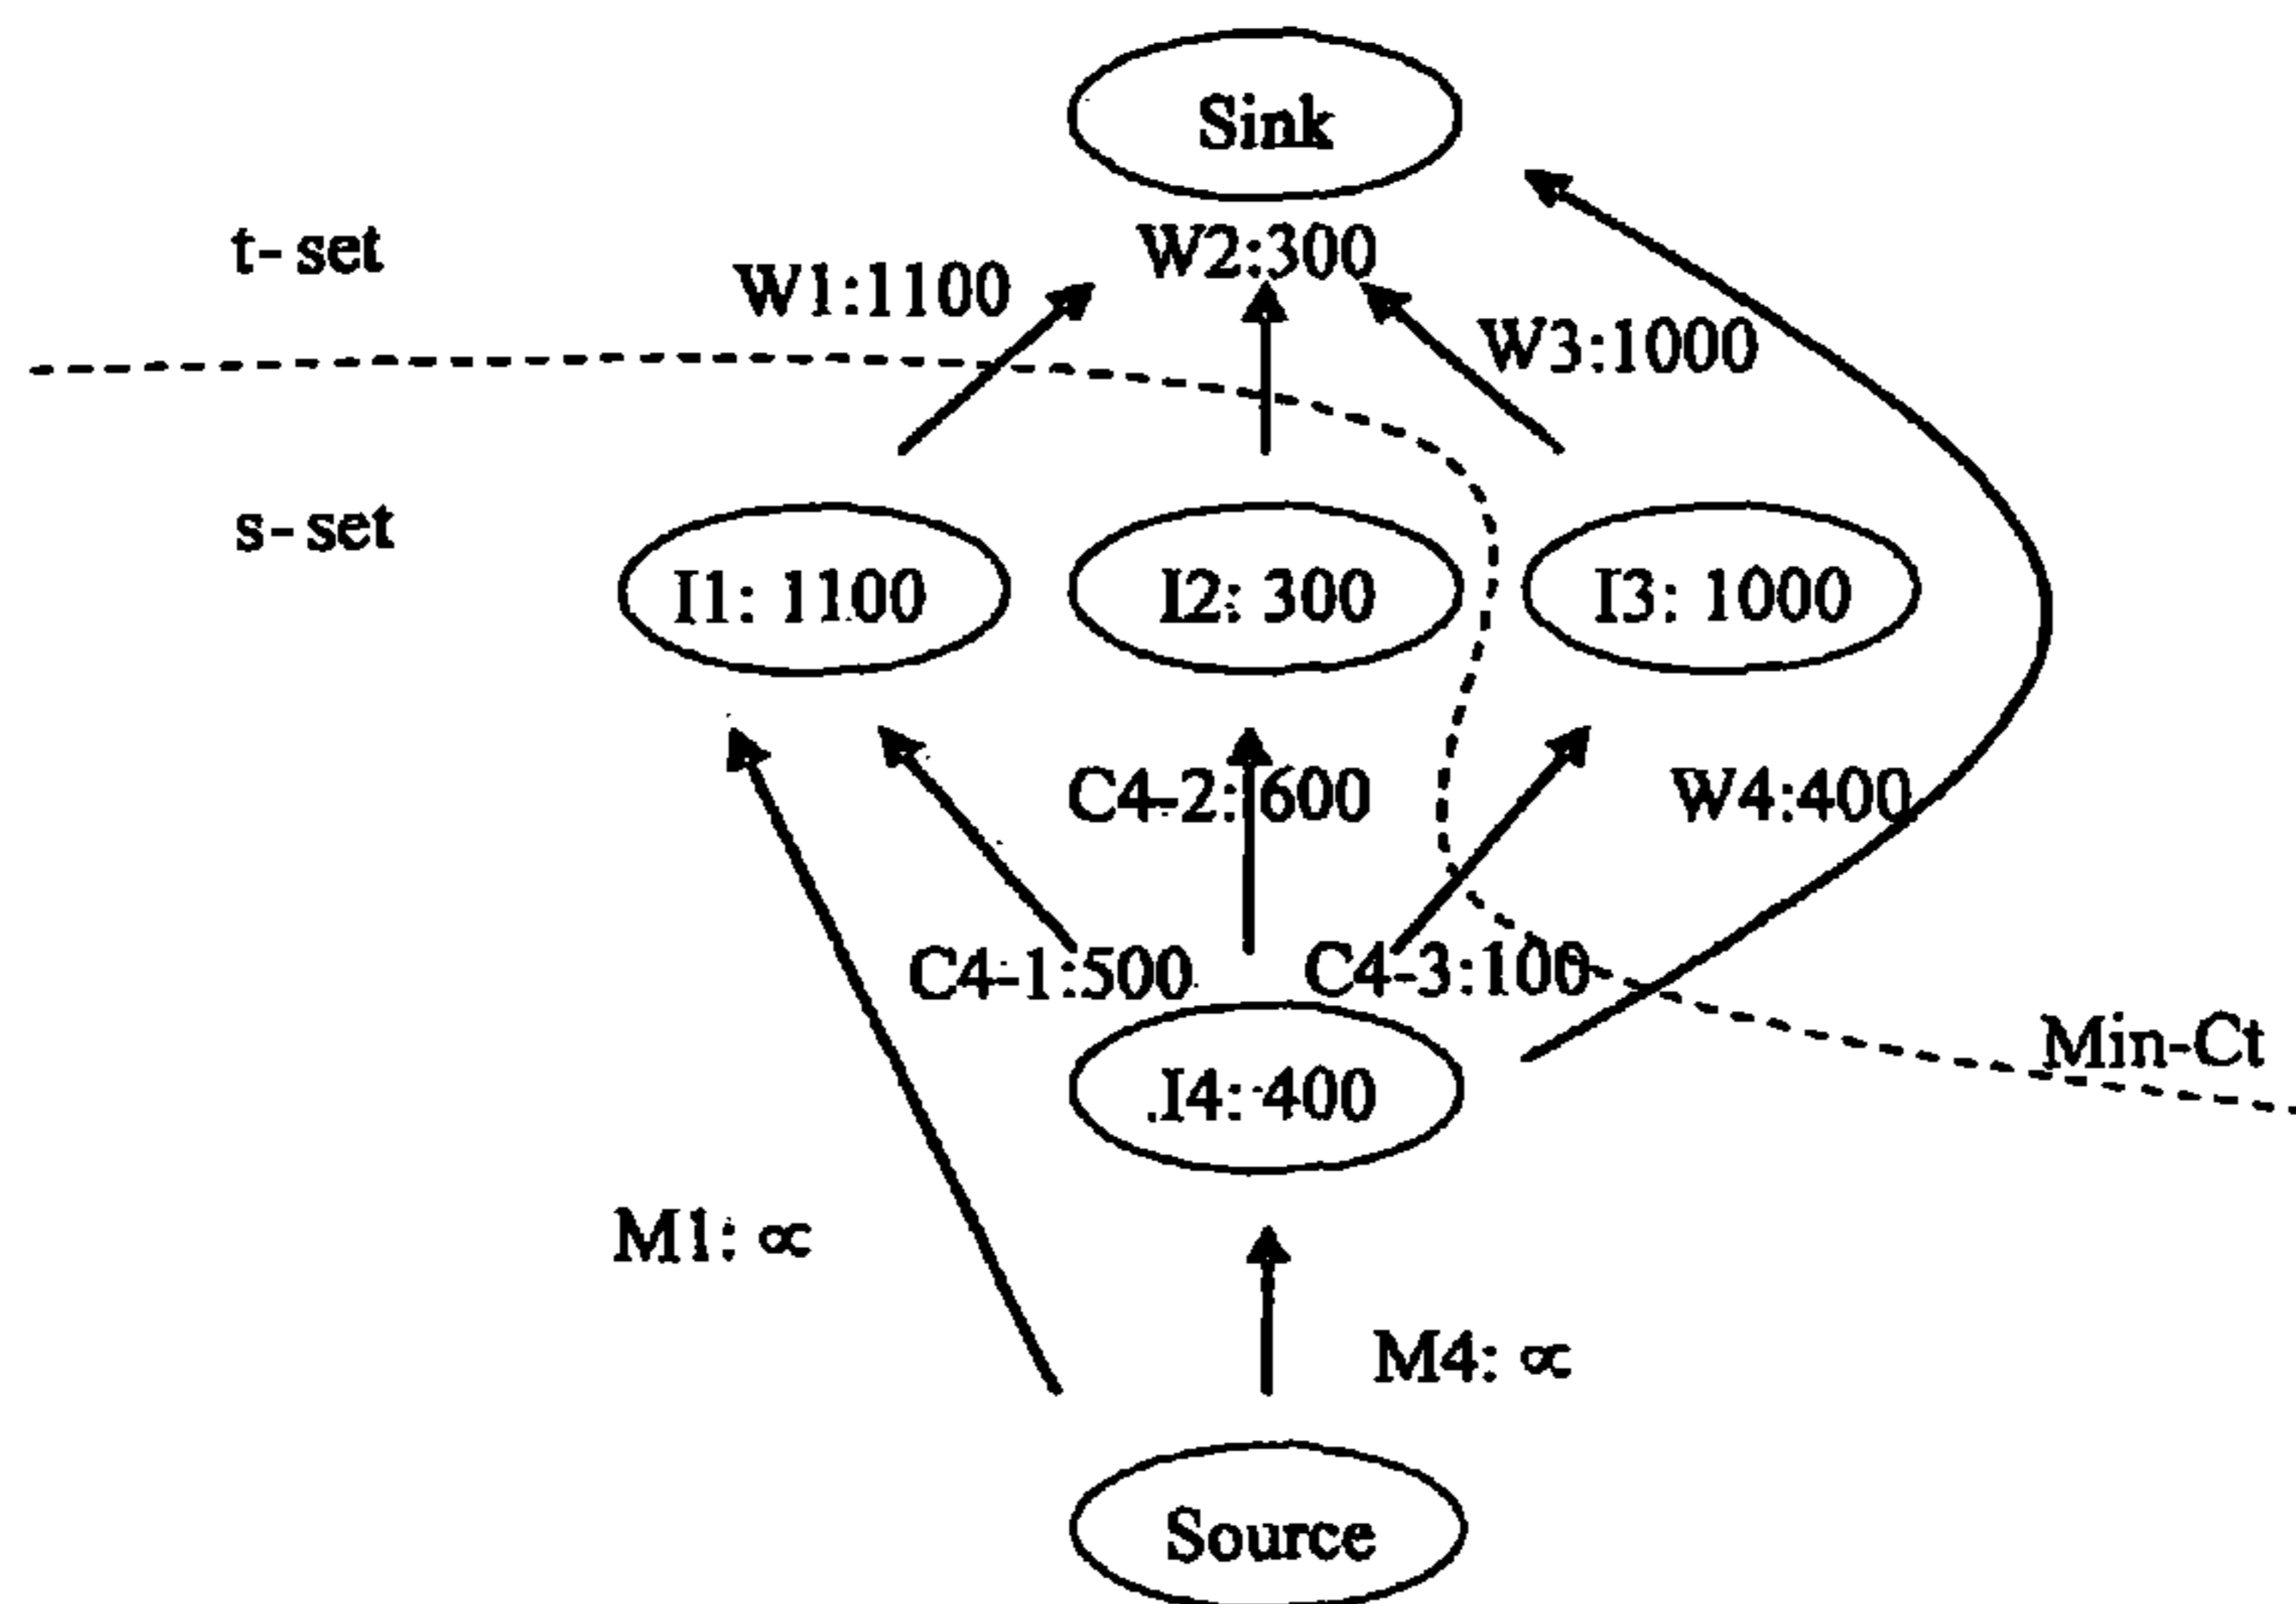 Sink
t- set
W1:1100
W2:300
W3:1000
s- set
I1: 1100
I2: 300
I3: 1000
C4-2: 600
W4:400
C4-1:500
C4-3:100
Min-Ct
.I4: 400
M1: ∝
M4: ∝
Source